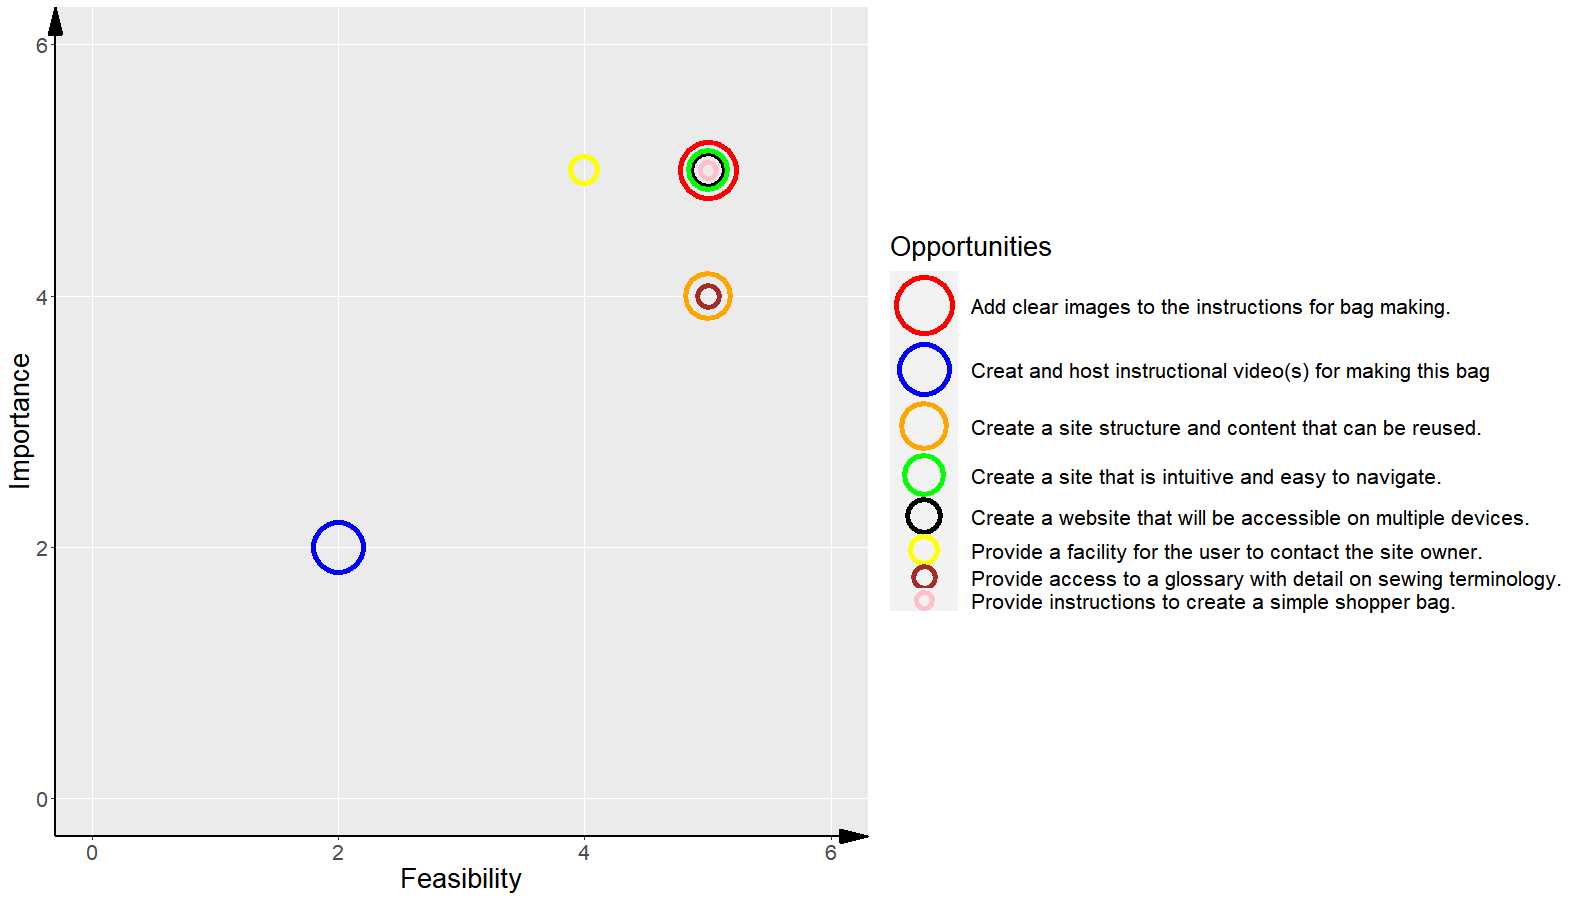 6
4
2
0
Importance
0 2 4 6
Feasibility
Opportunities
Add clear images to the instructions for bag making.
Creat and host instructional video(s) for making this bag
Create a site structure and content that can be reused.
Create a site that is intuitive and easy to navigate.
Create a website that will be accessible on multiple devices.
Provide a facility for the user to contact the site owner.
Provide access to a glossary with detail on sewing terminology.
Provide instructions to create a simple shopper bag.